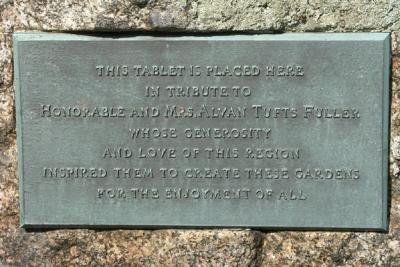 THIS TABLET IS PLACED HERE
IN TRIBUTE TO
HONORABLE AND MRS. ALVAN TUFTS FULLER
WHOSE GENEROSITY
AND LOVE OF THIS REGION
INSPIRED THEM TO CREATE THESE GARDENS
FOR THE ENJOYMENT OF ALL